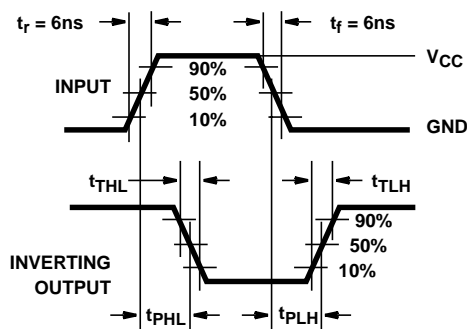 tr = 6ns
tf = 6ns
VCC
90%
INPUT
50%
10%
GND
tTHL
tTLH
90%
50%
INVERTING
OUTPUT
10%
tPHL
tPLH